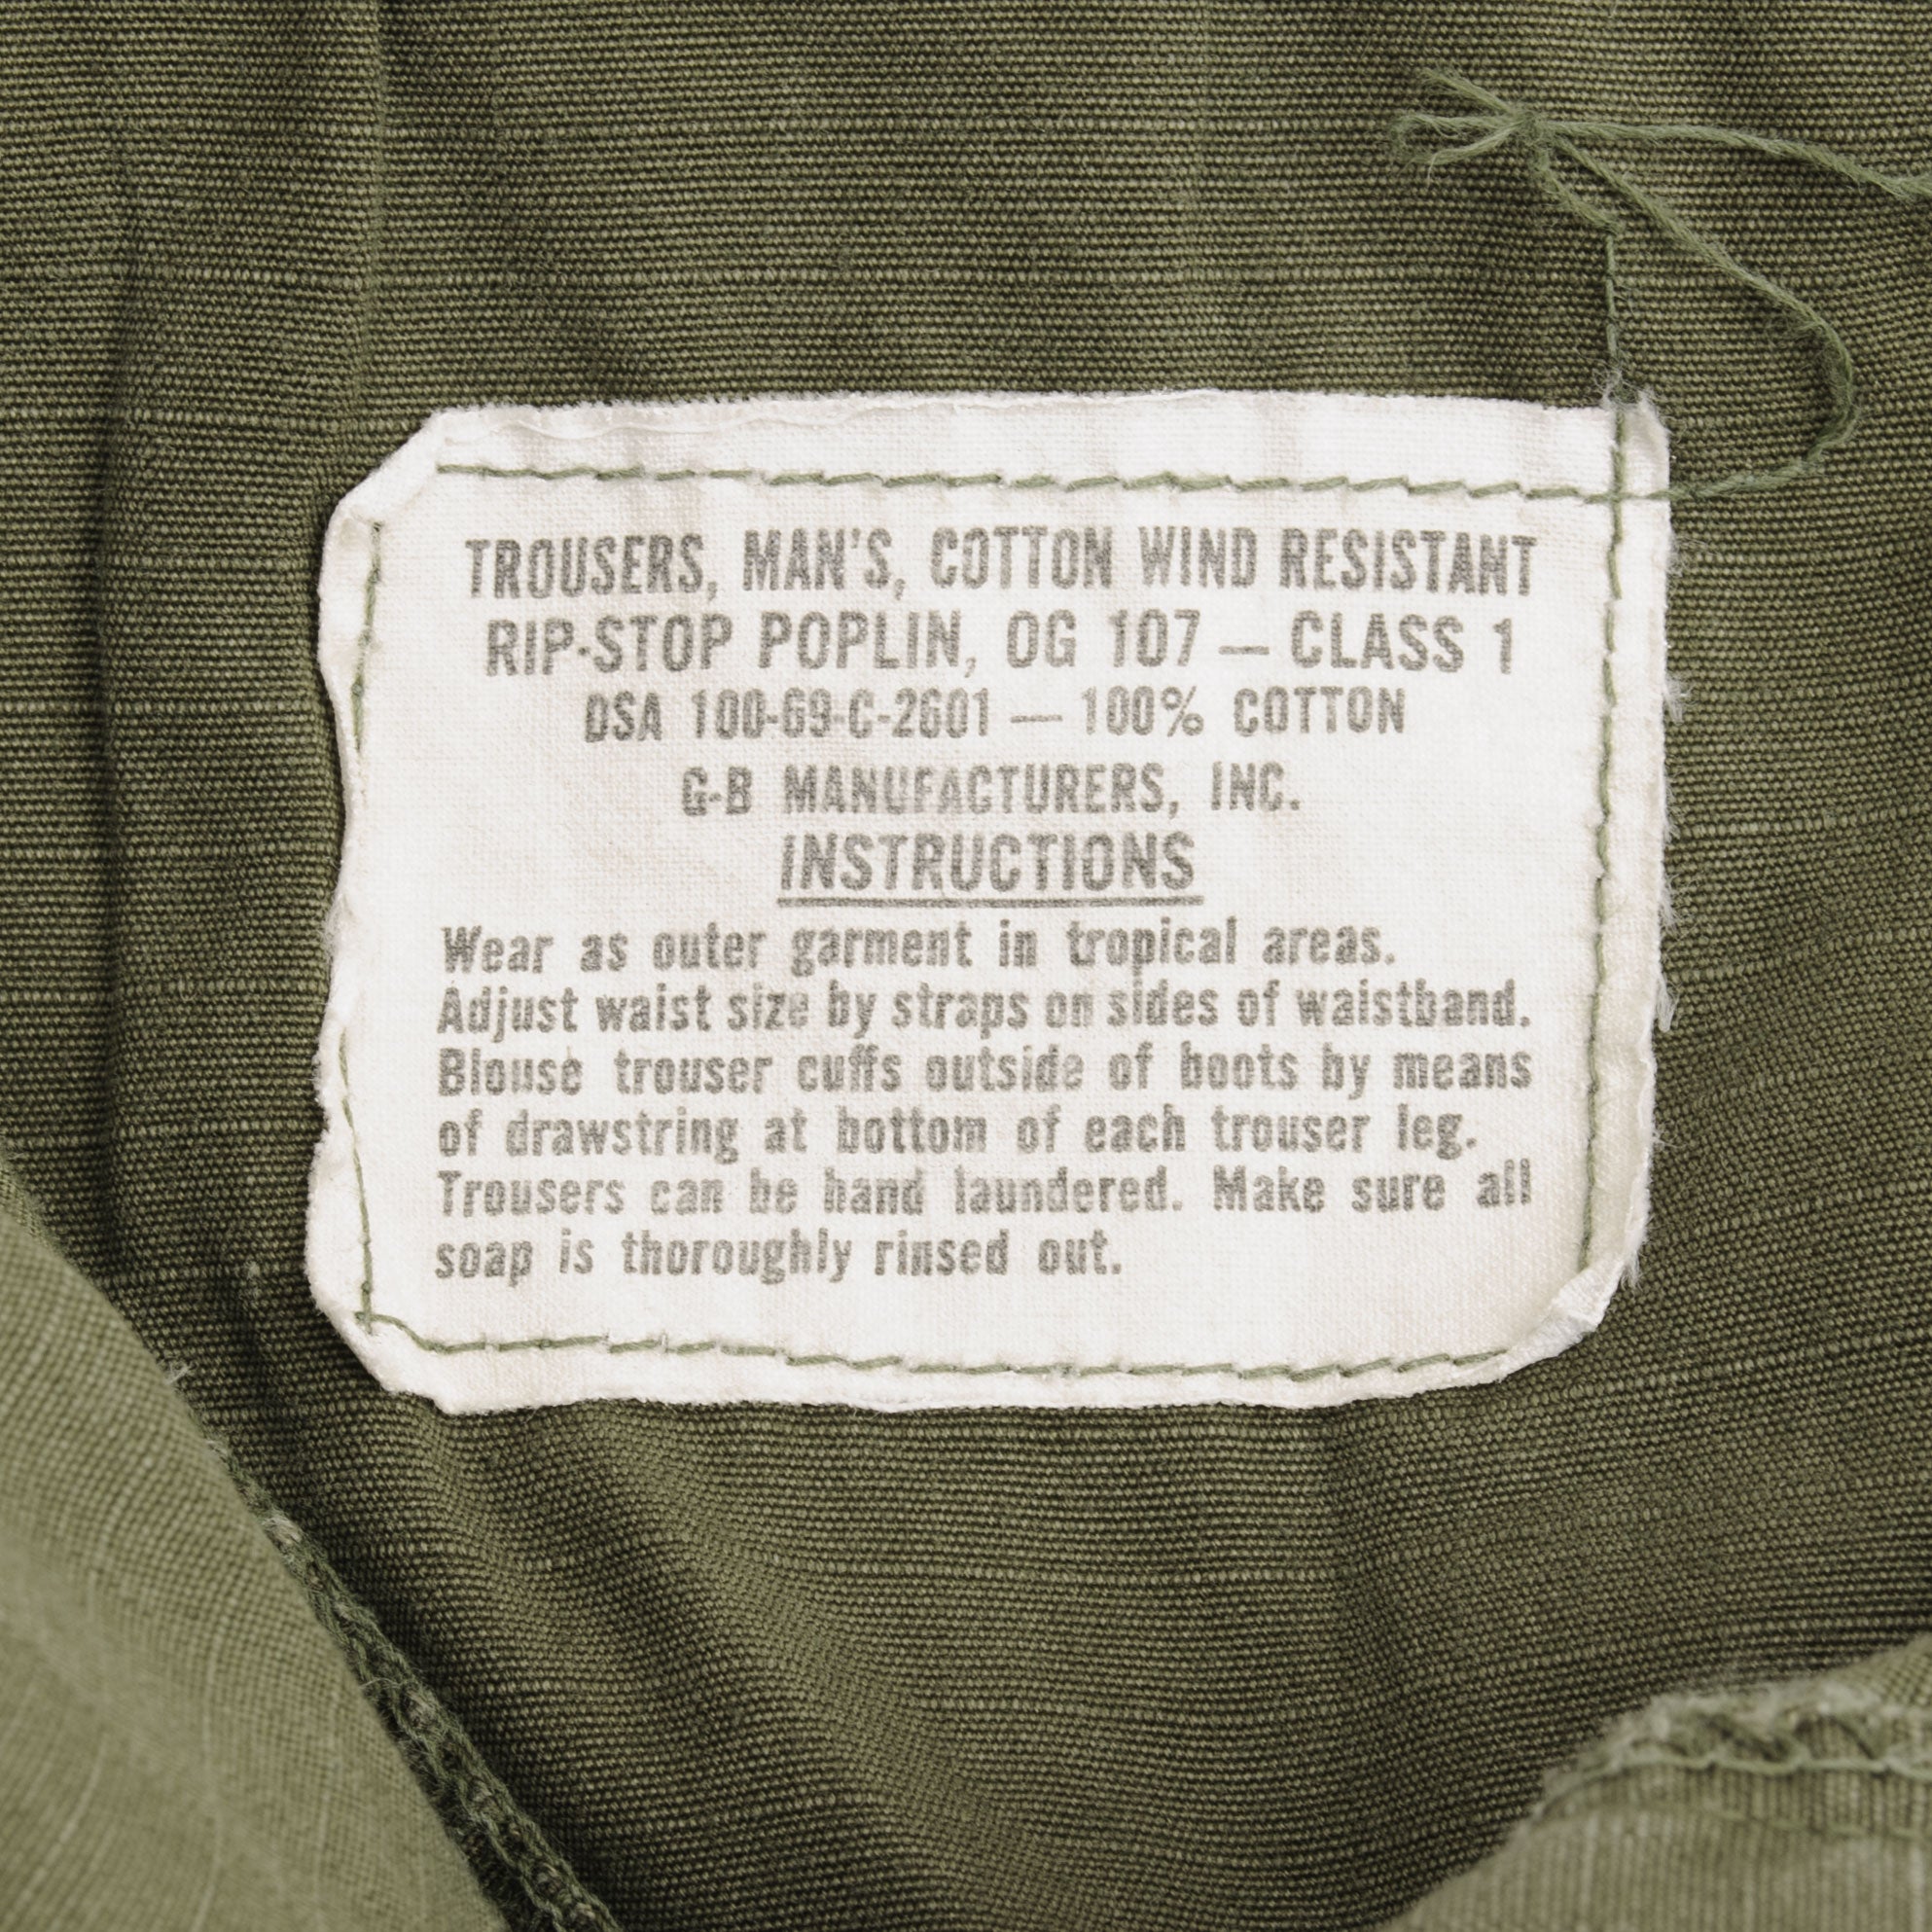 TROUSERS, MAN'S, COTTON WIND RESISTANT
RIP-STOP POPLIN, OG 107 — CLASS 1
DSA 100-69-C-2601 — 100% COTTON
G-B MANUFACTURERS, INC.
INSTRUCTIONS
Wear as outer garment in tropical areas.
Adjust waist size by straps on sides of waistband.
Blouse trouser cuffs outside of boots by means
of drawstring at bottom of each trouser leg.
Trousers can be hand laundered. Make sure all
soap is thoroughly rinsed out.